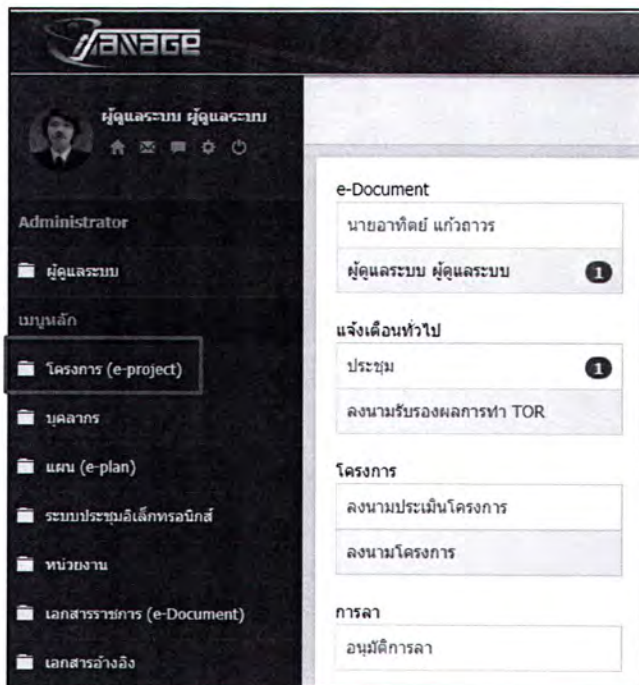 Manage
ผู้ดูแลระบบ ผู้ดูแลระบบ
Administrator
ผู้ดูแลระบบ
เมนูหลัก
โครงการ (e-project)
บุคลากร
แผน (e-plan)
ระบบประชุมอิเล็กทรอนิกส์
หน่วยงาน
เอกสารราชการ (e-Document)
เอกสารอ้างอิง
e-Document
นายอาทิตย์ แก้วถาวร
ผู้ดูแลระบบ ผู้ดูแลระบบ 1
แจ้งเตือนทั่วไป
ประชุม 1
ลงนามรับรองผลการทำ TOR
โครงการ
ลงนามประเมินโครงการ
ลงนามโครงการ
การลา
อนุมัติการลา